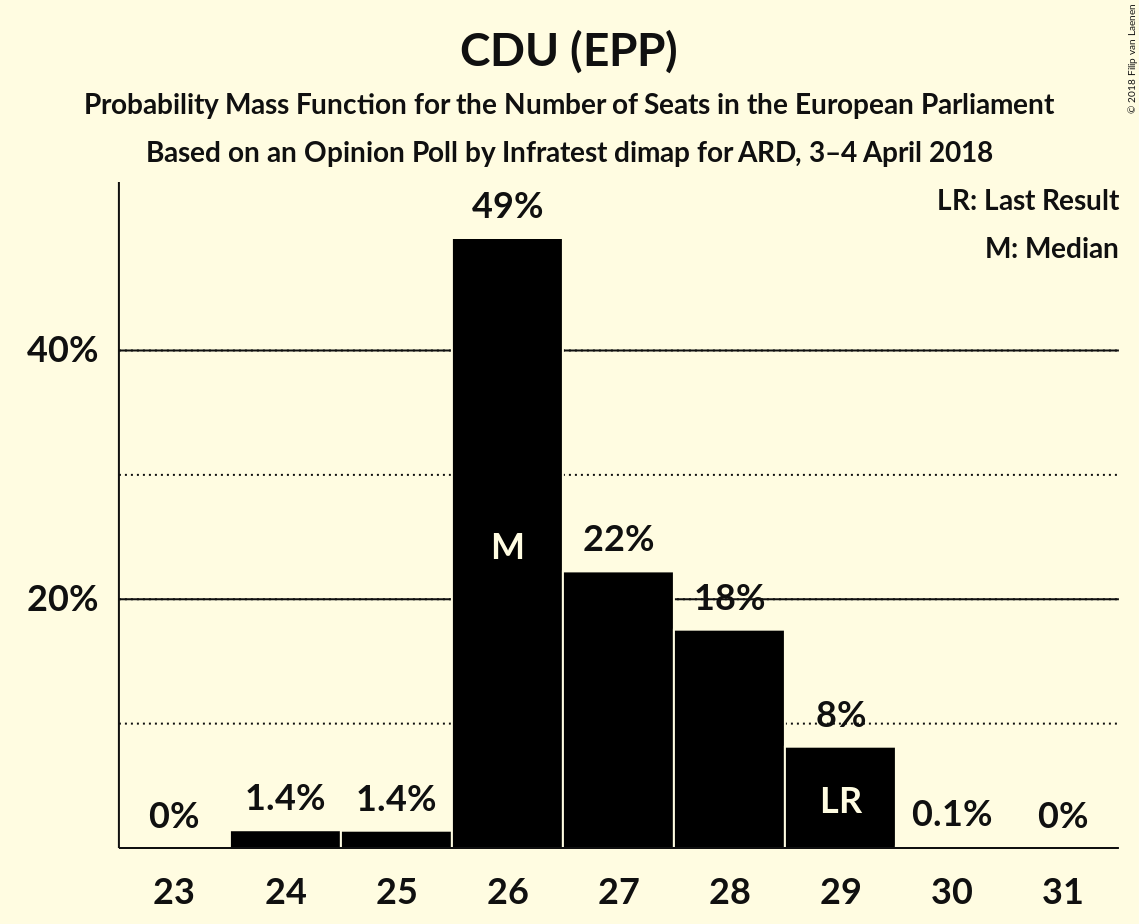 CDU (EPP)
Probability Mass Function for the Number of Seats in the European Parliament
Based on an Opinion Poll by Infratest dimap for ARD, 3–4 April 2018
© 2018 Filip van Laenen
LR: Last Result
M: Median
40%
20%
0%
1.4%
1.4%
49%
M
22%
18%
8%
LR
0.1%
0%
23 24 25 26 27 28 29 30 31